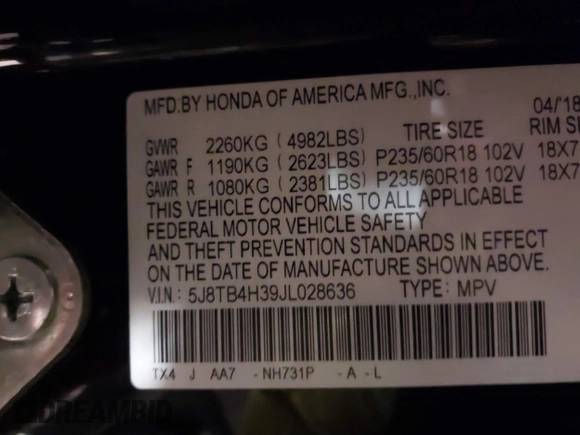 MFD.BY HONDA OF AMERICA MFG.,INC.
04/18
GVWR 2260KG (4982LBS) TIRE SIZE RIM
GAWR F 1190KG (2623LBS) P235/60R18 102V 18X7
GAWR R 1080KG (2381LBS) P235/60R18 102V 18X7
THIS VEHICLE CONFORMS TO ALL APPLICABLE
FEDERAL MOTOR VEHICLE SAFETY
AND THEFT PREVENTION STANDARDS IN EFFECT
ON THE DATE OF MANUFACTURE SHOWN ABOVE.
V.I.N: 5J8TB4H39JL028636 TYPE: MPV
TX4 J AA7 -NH731P -A-L
DREAMBID